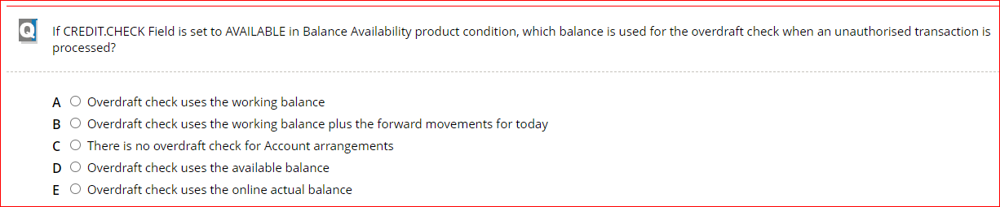 Q If CREDIT.CHECK Field is set to AVAILABLE in Balance Availability product condition, which balance is used for the overdraft check when an unauthorised transaction is
processed?
A Overdraft check uses the working balance
B Overdraft check uses the working balance plus the forward movements for today
C There is no overdraft check for Account arrangements
D Overdraft check uses the available balance
E Overdraft check uses the online actual balance